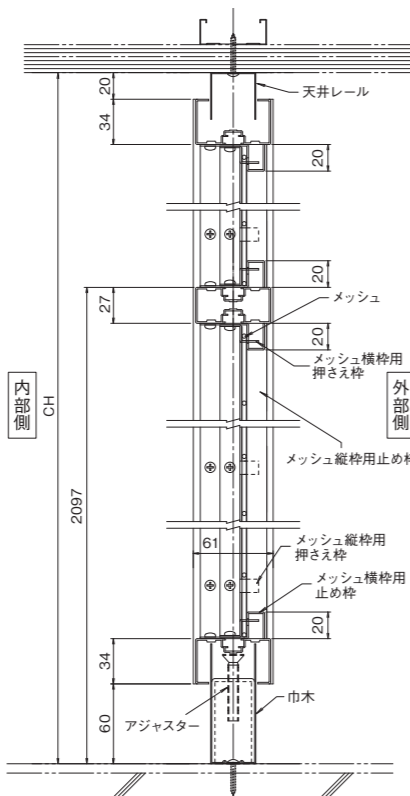 20
天井レール
34
20
20
27
メッシュ
20
メッシュ横枠用
押さえ枠
内部側
CH
外部側
メッシュ縦枠用止め枠
2097
61
メッシュ縦枠用
押さえ枠
メッシュ横枠用
止め枠
20
34
60
アジャスター
巾木